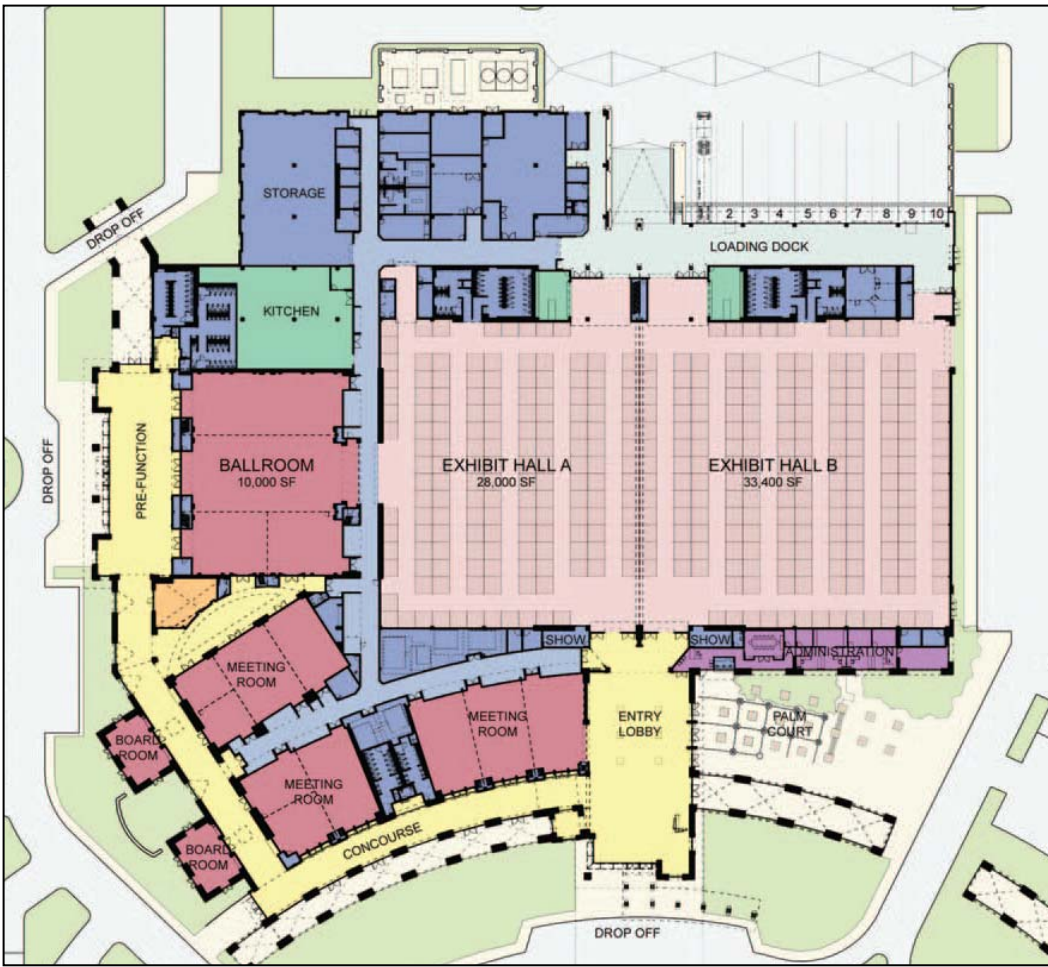 STORAGE
DROP OFF
1 2 3 4 5 6 7 8 9 10
LOADING DOCK
KITCHEN
DROP OFF
PRE-FUNCTION
BALLROOM
10,000 SF
EXHIBIT HALL A
28,000 SF
EXHIBIT HALL B
33,400 SF
SHOW
SHOW
ADMINISTRATION
MEETING
ROOM
MEETING
ROOM
ENTRY
LOBBY
PALM
COURT
BOARD
ROOM
MEETING
ROOM
BOARD
ROOM
CONCOURSE
DROP OFF